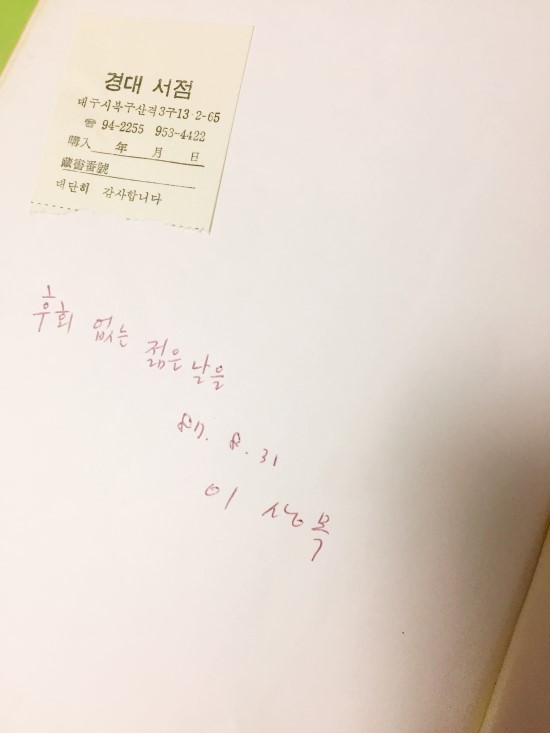 경대 서점
대구시북구산격3구13·2-65
☎ 94-2255 953-4422
購入 年 月 日
藏書番號
대단히 감사합니다
후회 없는 젊은 날을
87. 8. 31
이 상목